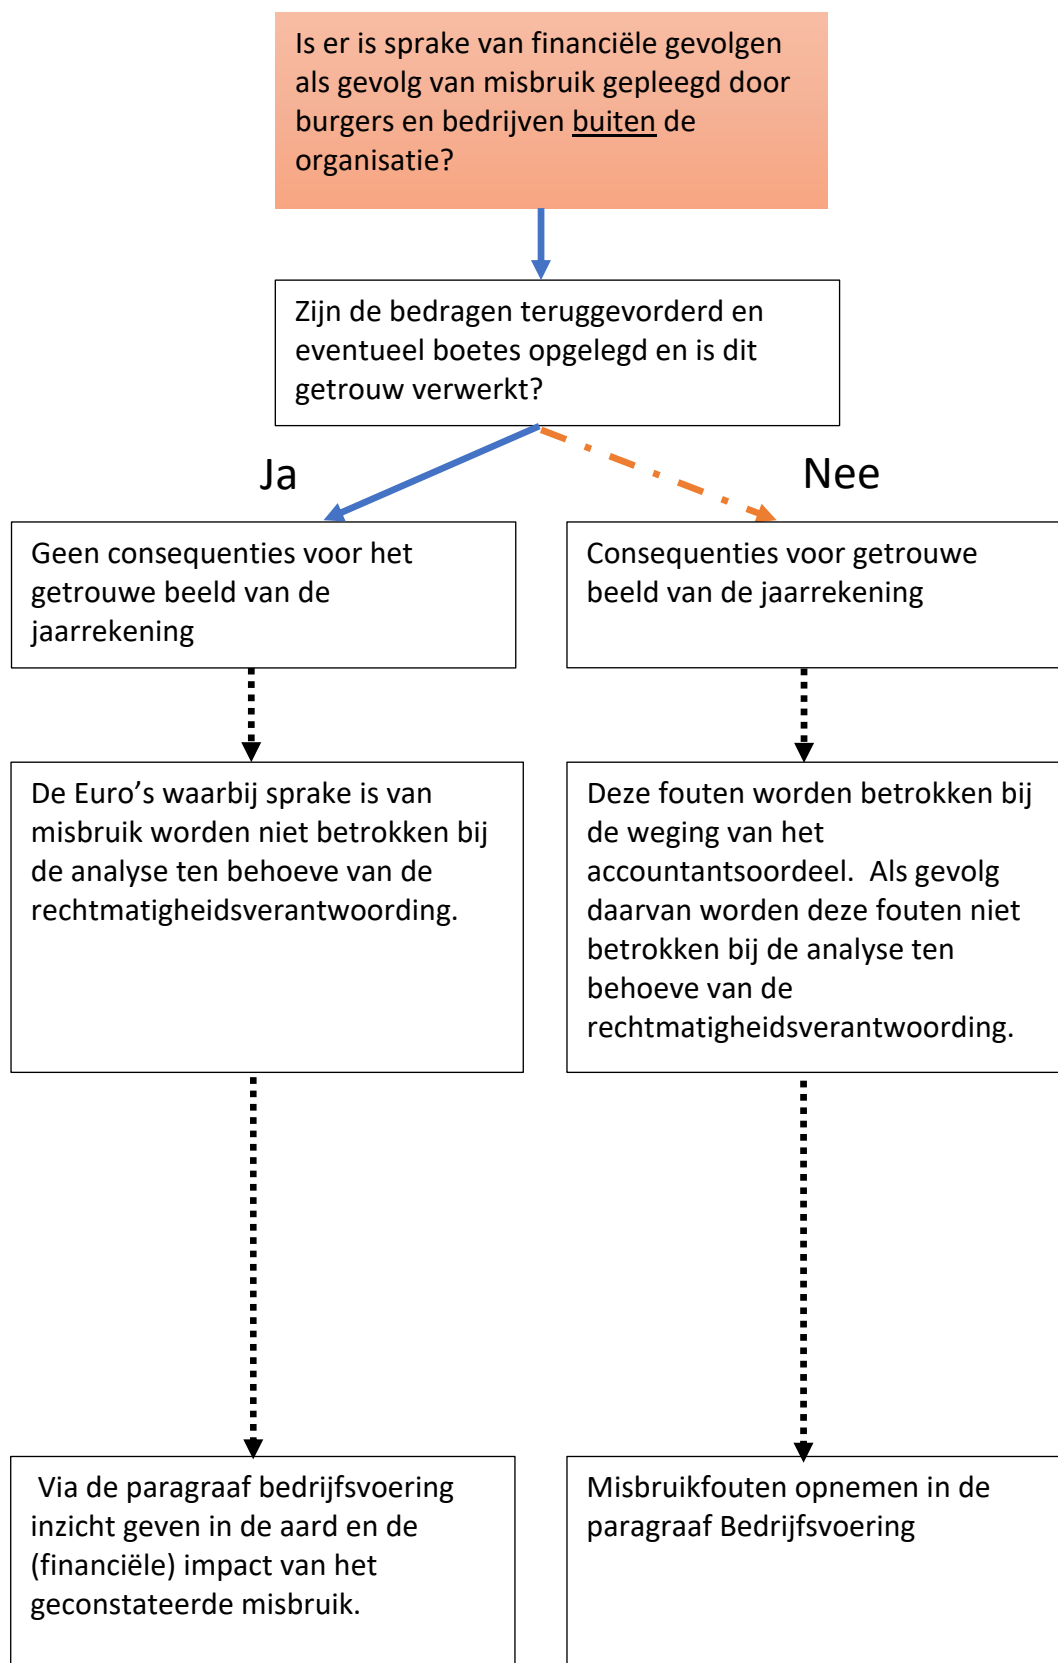 Is er is sprake van financiële gevolgen
als gevolg van misbruik gepleegd door
burgers en bedrijven buiten de
organisatie?
Zijn de bedragen teruggevorderd en
eventueel boetes opgelegd en is dit
getrouw verwerkt?
Ja
Nee
Geen consequenties voor het
getrouwe beeld van de
jaarrekening
Consequenties voor getrouwe
beeld van de jaarrekening
De Euro’s waarbij sprake is van
misbruik worden niet betrokken bij
de analyse ten behoeve van de
rechtmatigheidsverantwoording.
Deze fouten worden betrokken bij
de weging van het
accountantsoordeel.  Als gevolg
daarvan worden deze fouten niet
betrokken bij de analyse ten
behoeve van de
rechtmatigheidsverantwoording.
Via de paragraaf bedrijfsvoering
inzicht geven in de aard en de
(financiële) impact van het
geconstateerde misbruik.
Misbruikfouten opnemen in de
paragraaf Bedrijfsvoering